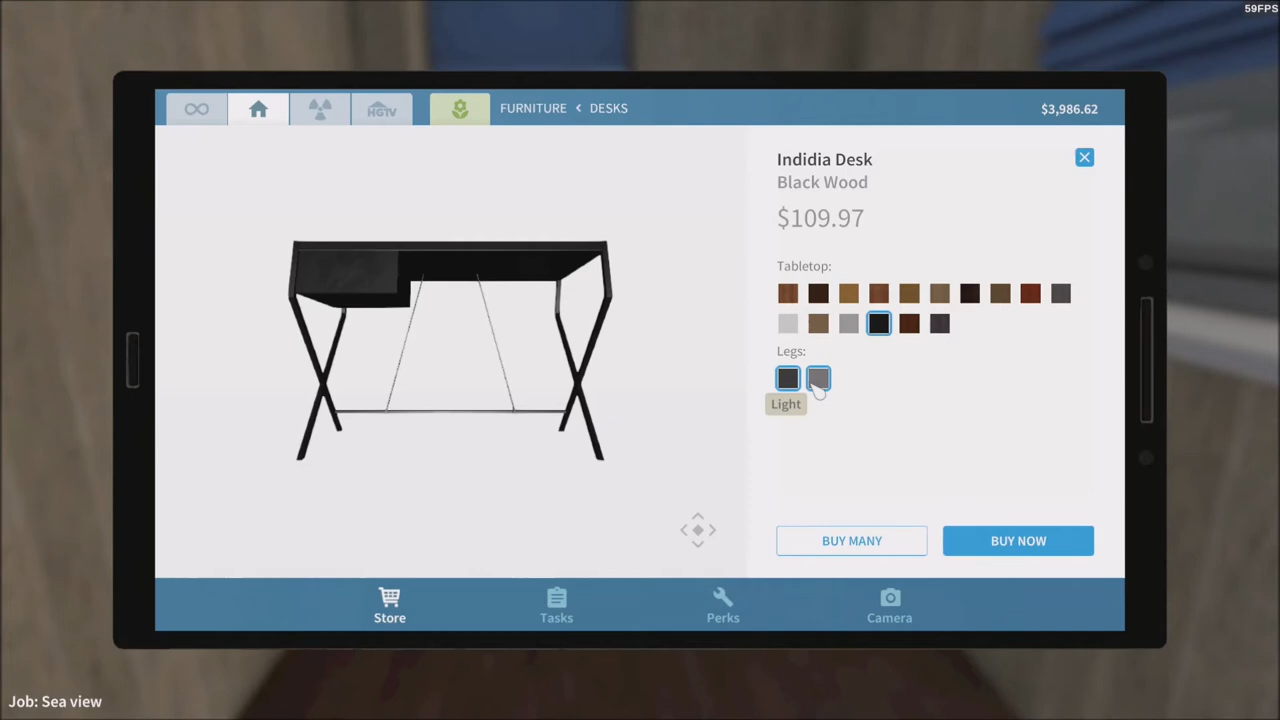 59FPS
HGTV
FURNITURE < DESKS
$3,986.62
Indidia Desk
Black Wood
$109.97
Tabletop:
Legs:
Light
BUY MANY
BUY NOW
Store
Tasks
Perks
Camera
Job: Sea view